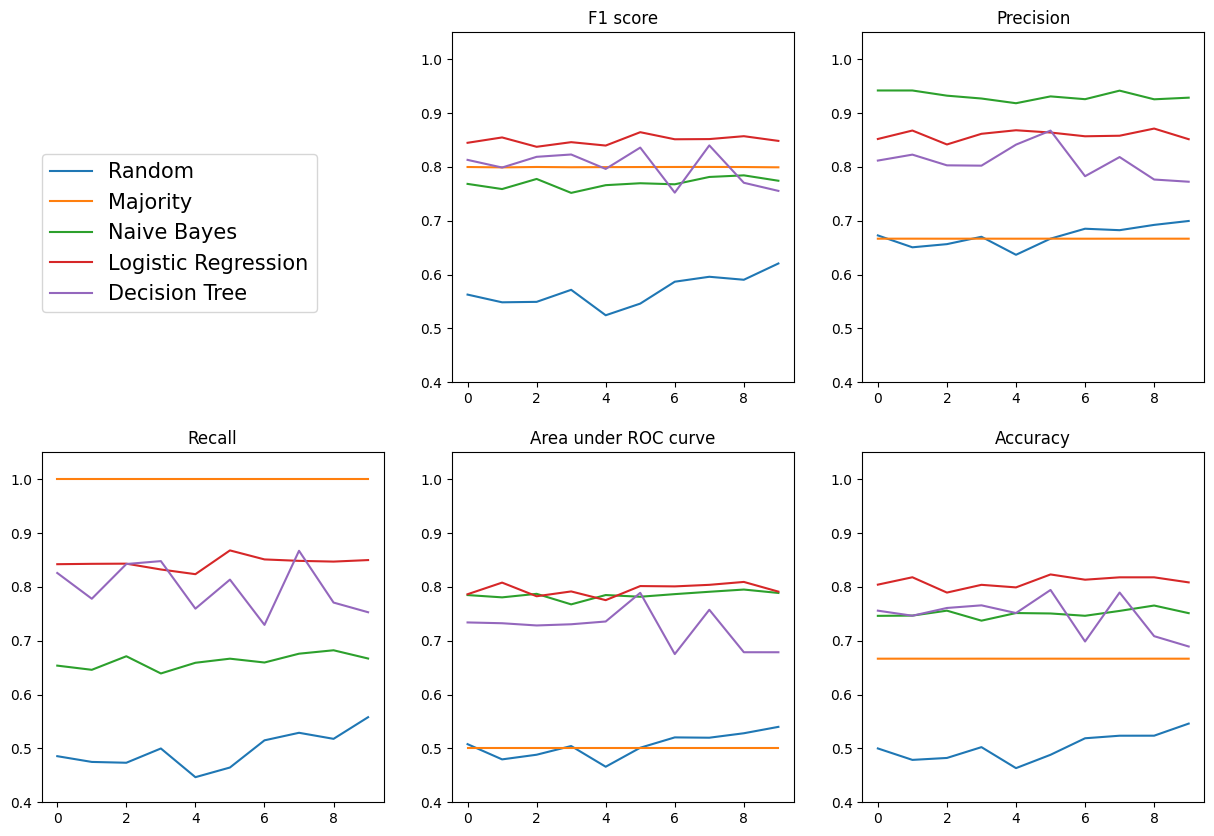 F1 score
1.0
0.9
0.8
0.7
0.6
0.5
0.4
0 2 4 6 8
Precision
1.0
0.9
0.8
0.7
0.6
0.5
0.4
0 2 4 6 8
Random
Majority
Naive Bayes
Logistic Regression
Decision Tree
Recall
1.0
0.9
0.8
0.7
0.6
0.5
0.4
0 2 4 6 8
Area under ROC curve
1.0
0.9
0.8
0.7
0.6
0.5
0.4
0 2 4 6 8
Accuracy
1.0
0.9
0.8
0.7
0.6
0.5
0.4
0 2 4 6 8